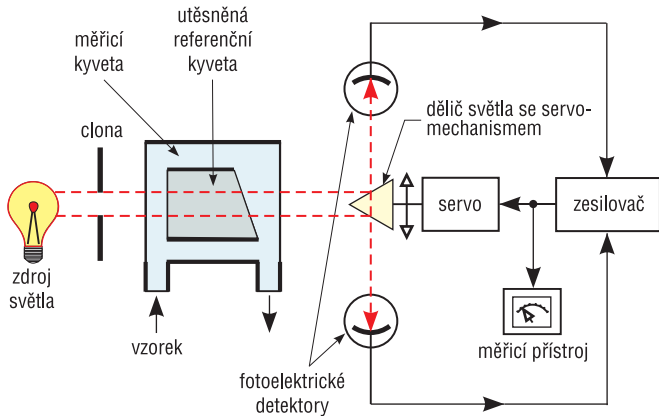 utěsněná
referenční
kyveta
měřicí
kyveta
clona
dělič světla se servo-
mechanismem
servo
zesilovač
zdroj
světla
vzorek
fotoelektrické
detektory
měřicí přístroj